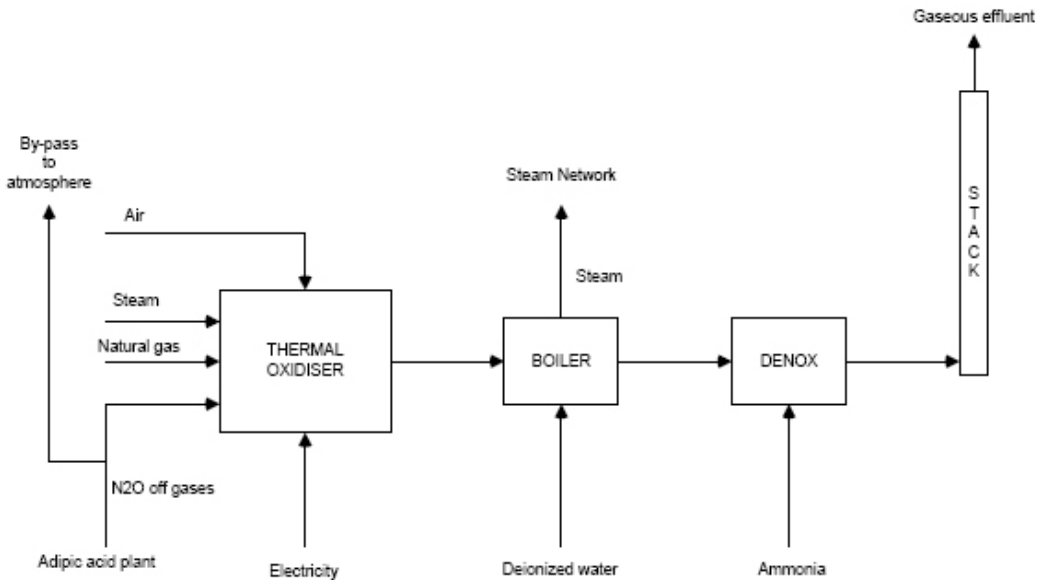 Gaseous effluent
By-pass
to
atmosphere
Air
Steam Network
S
T
A
C
K
Steam
Steam
Natural gas
THERMAL
OXIDISER
BOILER
DENOX
N2O off gases
Adipic acid plant
Electricity
Deionized water
Ammonia